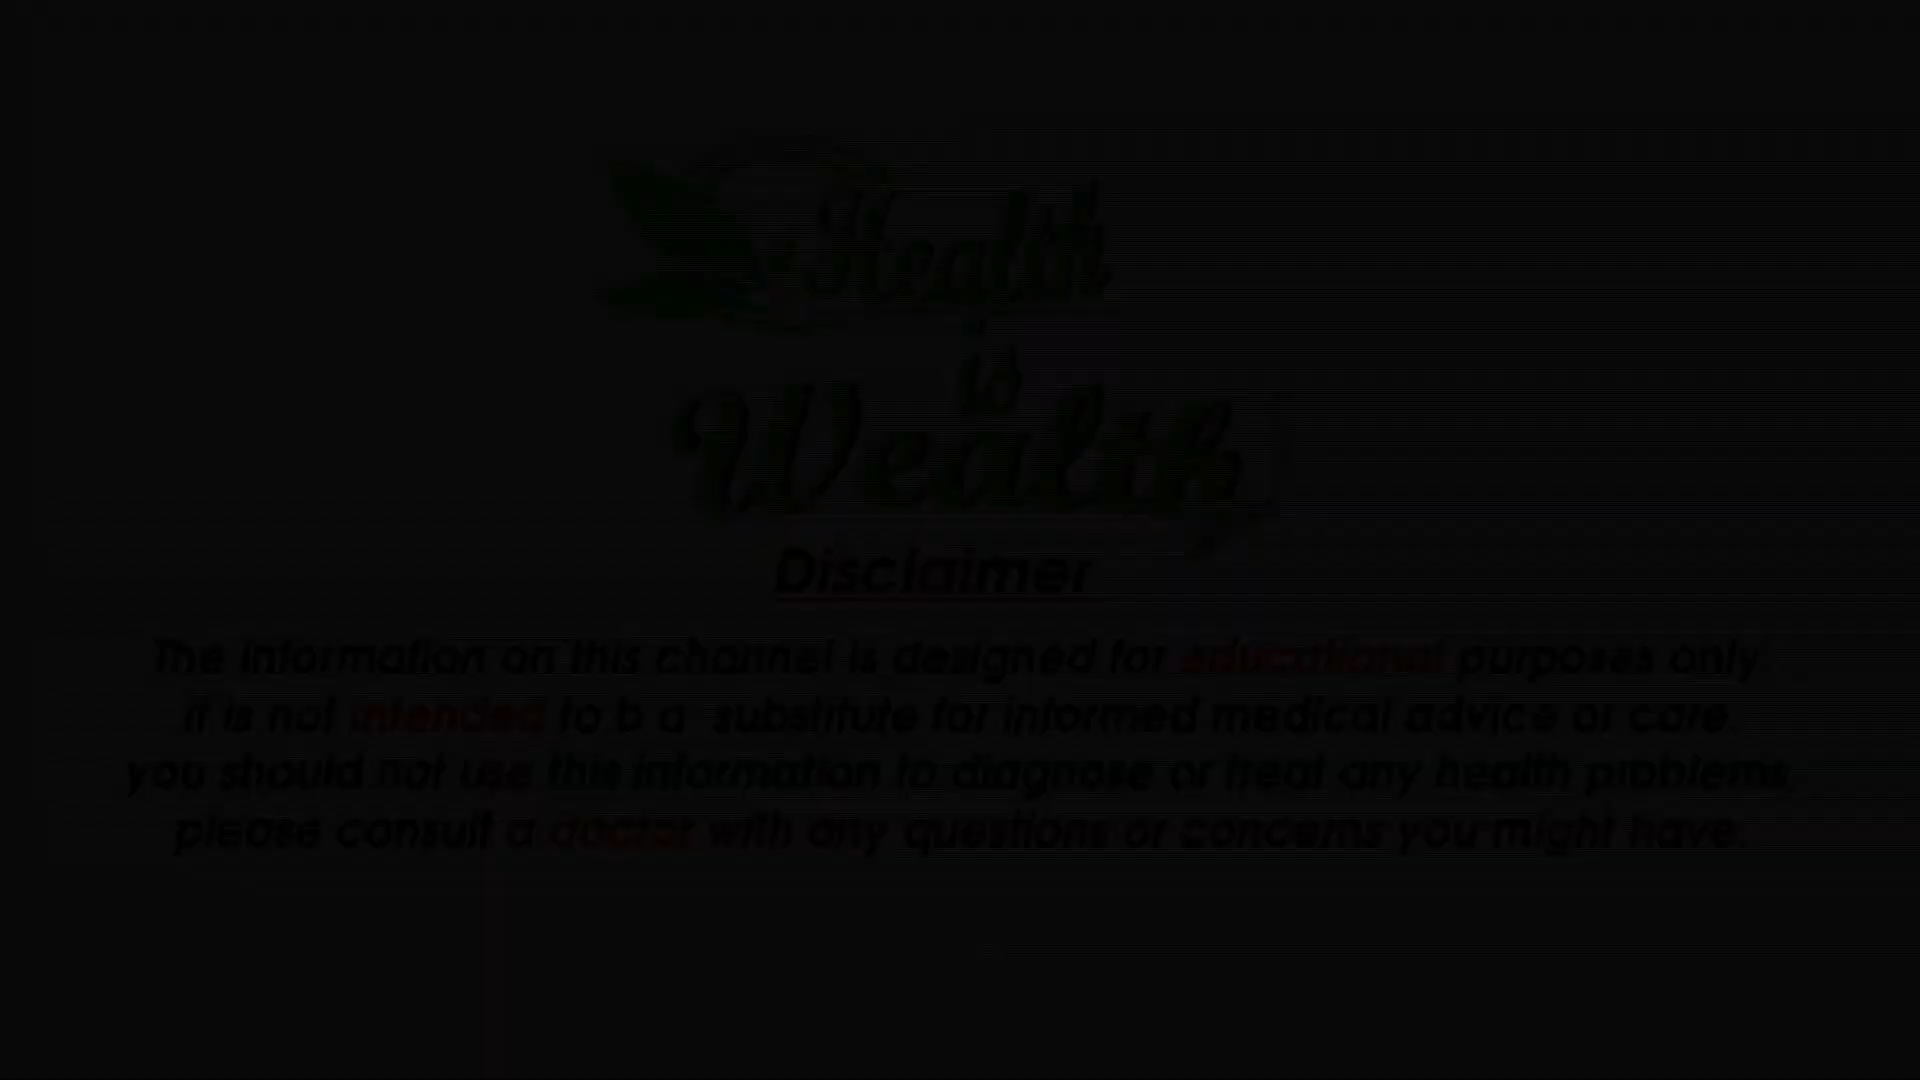 Health
is
Wealth
Disclaimer
The information on this channel is designed for educational purposes only
it is not intended to b a substitute for informed medical advice or care.
you should not use this information to diagnose or treat any health problems.
please consult a doctor with any questions or concerns you might have.